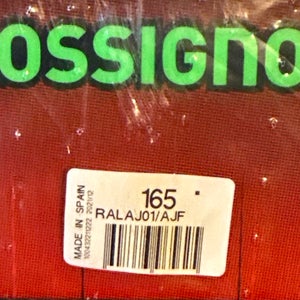 OSSIGNO
165
RALAJ01/AJF
MADE IN SPAIN